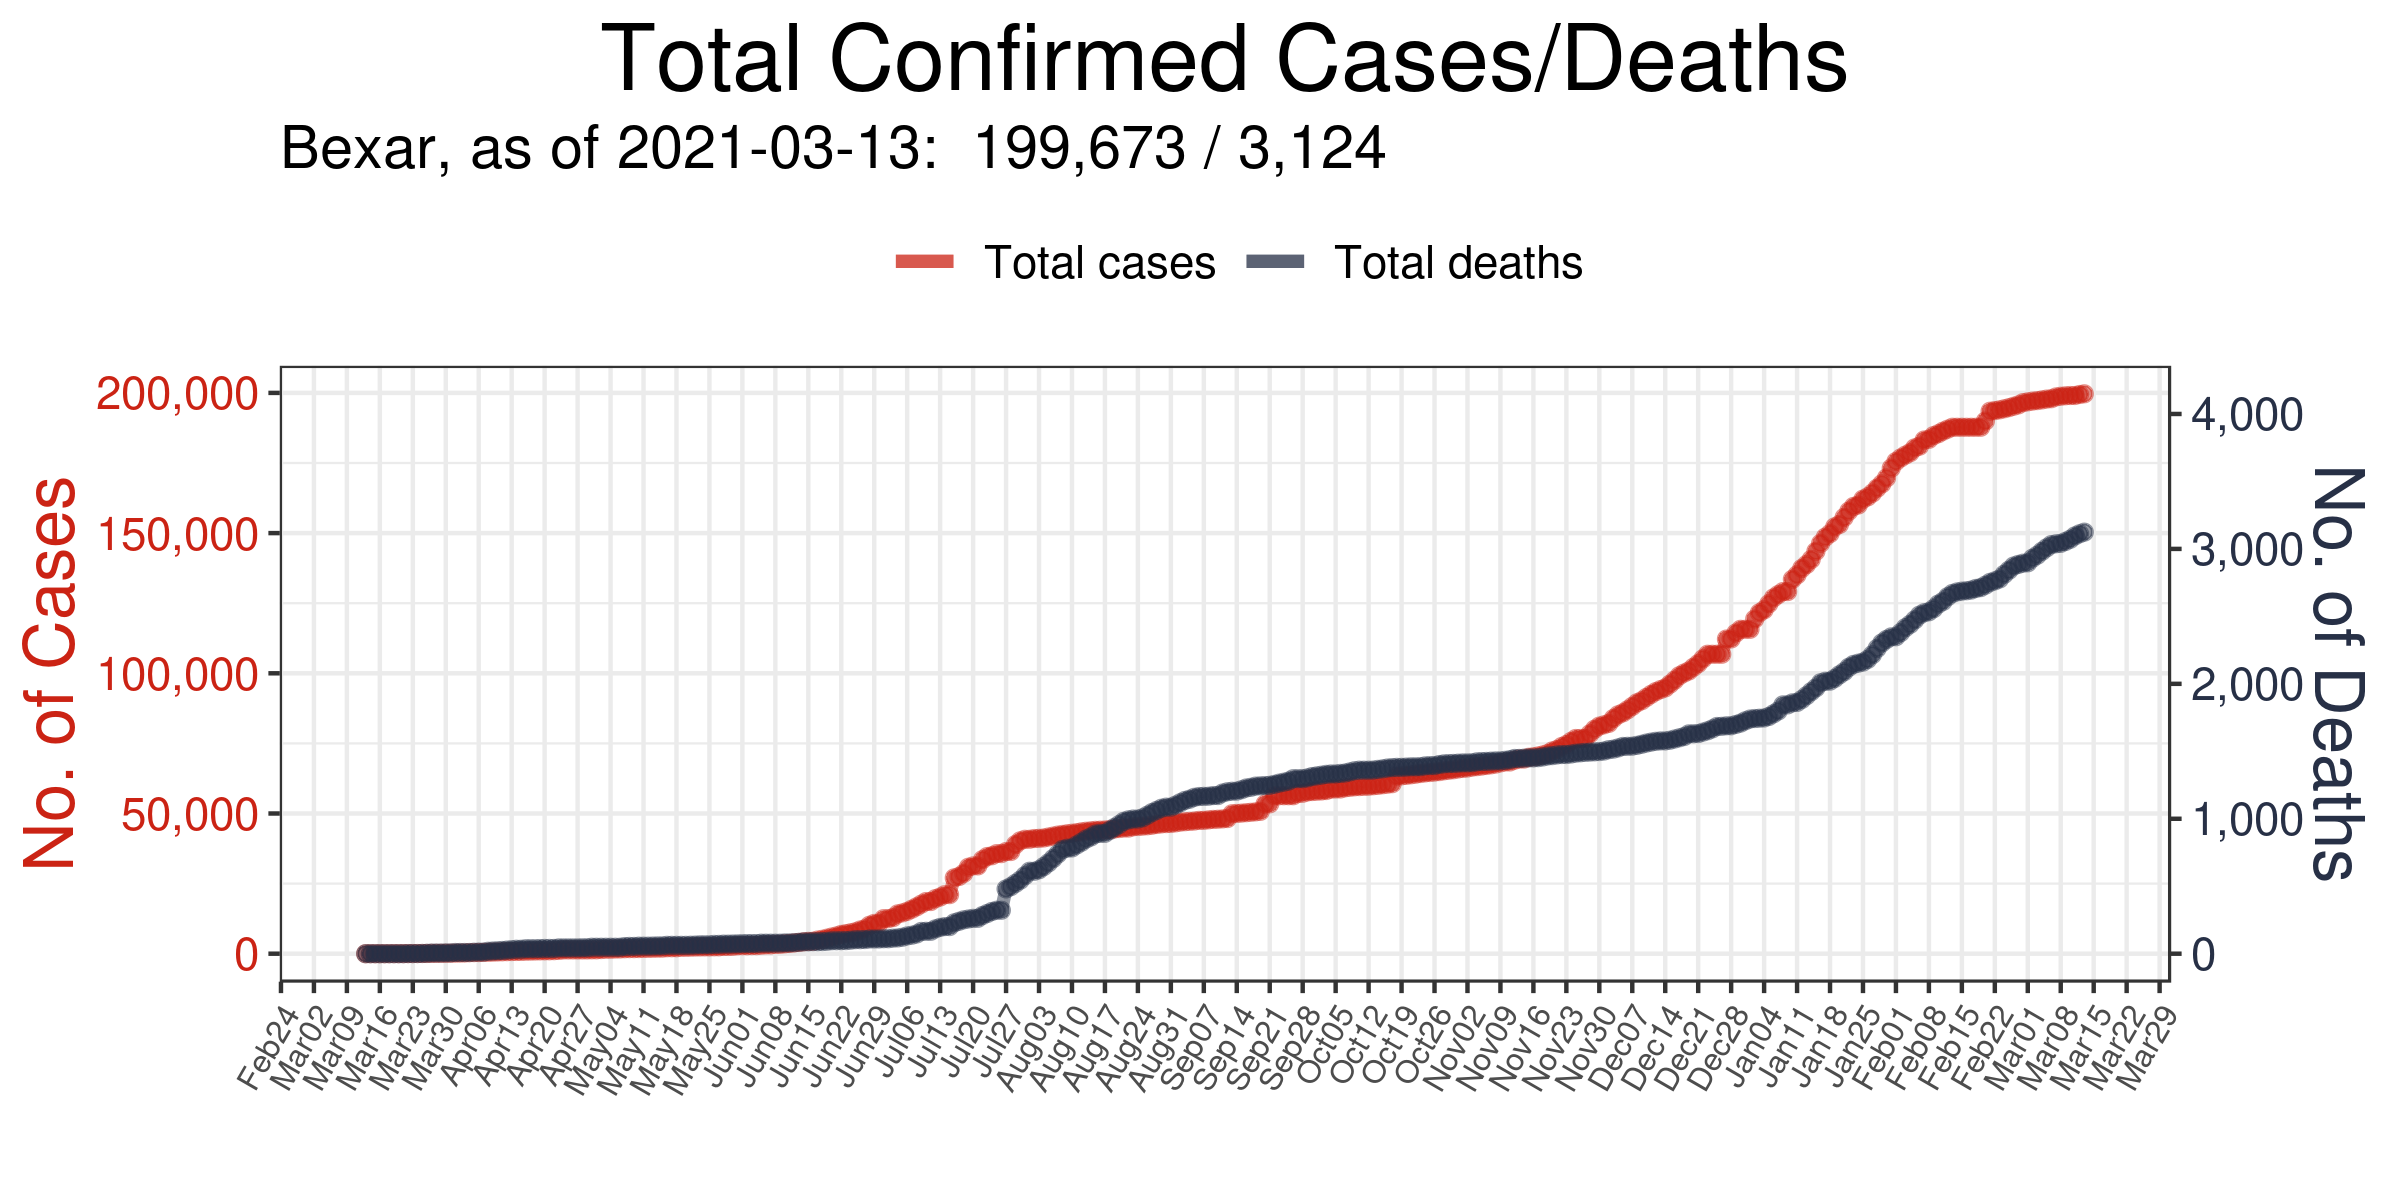 Total Confirmed Cases/Deaths
Bexar, as of 2021-03-13:  199,673 / 3,124
Total cases
Total deaths
No. of Cases
200,000
150,000
100,000
50,000
0
4,000
3,000
2,000
1,000
0
No. of Deaths
Feb24
Mar02
Mar09
Mar16
Mar23
Mar30
Apr06
Apr13
Apr20
Apr27
May04
May11
May18
May25
Jun01
Jun08
Jun15
Jun22
Jun29
Jul06
Jul13
Jul20
Jul27
Aug03
Aug10
Aug17
Aug24
Aug31
Sep07
Sep14
Sep21
Sep28
Oct05
Oct12
Oct19
Oct26
Nov02
Nov09
Nov16
Nov23
Nov30
Dec07
Dec14
Dec21
Dec28
Jan04
Jan11
Jan18
Jan25
Feb01
Feb08
Feb15
Feb22
Mar01
Mar08
Mar15
Mar22
Mar29